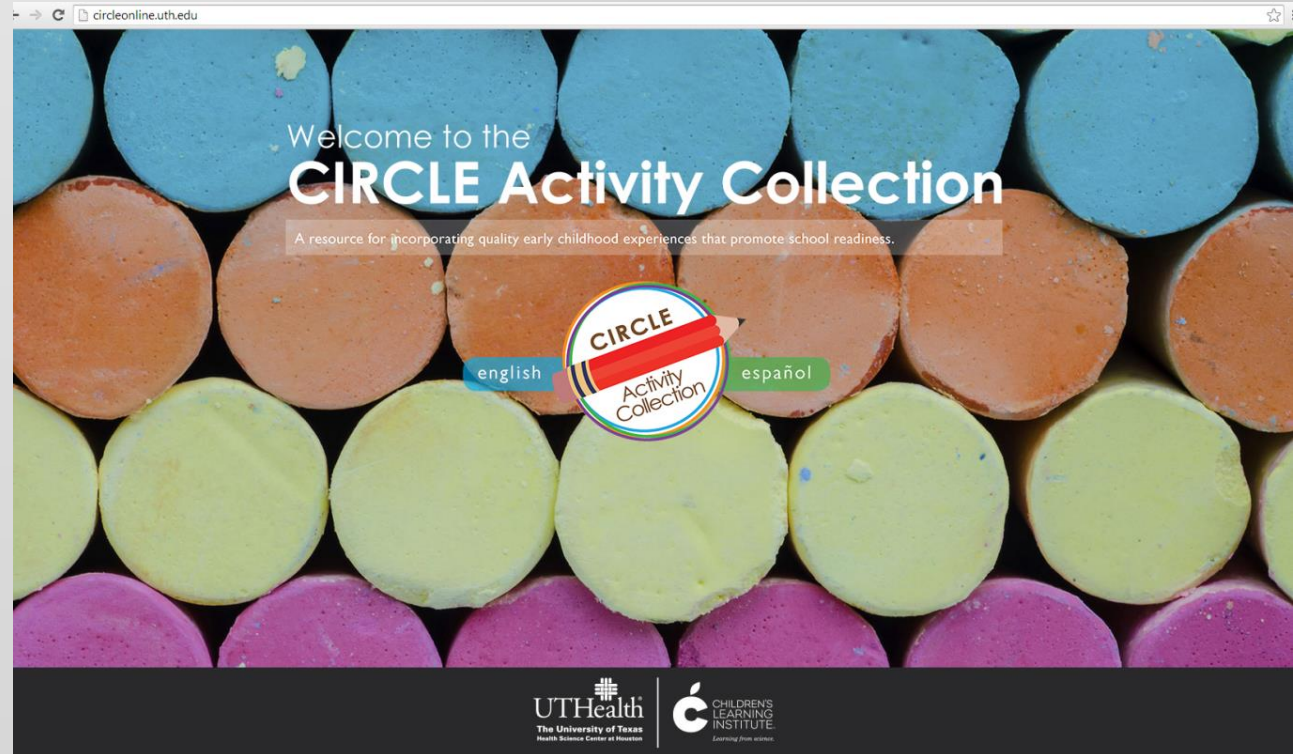 circleonline.uth.edu
Welcome to the
CIRCLE Activity Collection
A resource for incorporating quality early childhood experiences that promote school readiness.
english
CIRCLE
Activity
Collection
español
UTHealth
The University of Texas
Health Science Center at Houston
CHILDREN'S
LEARNING
INSTITUTE
Learning from science.